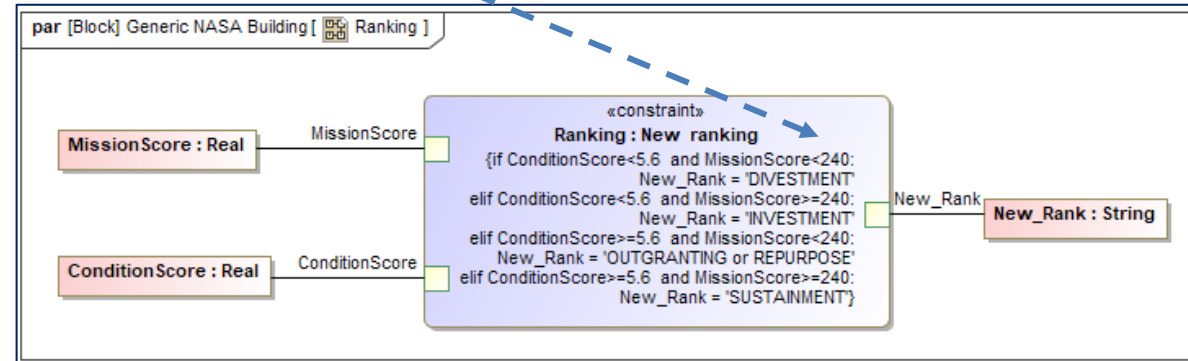 par [Block] Generic NASA Building [ Ranking ]
«constraint»
Ranking : New ranking
{if ConditionScore<5.6 and MissionScore<240:
New_Rank = 'DIVESTMENT'
elif ConditionScore<5.6 and MissionScore>=240:
New_Rank = 'INVESTMENT'
elif ConditionScore>=5.6 and MissionScore<240:
New_Rank = 'OUTGRANTING or REPURPOSE'
elif ConditionScore>=5.6 and MissionScore>=240:
New_Rank = 'SUSTAINMENT'}
MissionScore : Real
MissionScore
ConditionScore : Real
ConditionScore
New_Rank
New_Rank : String